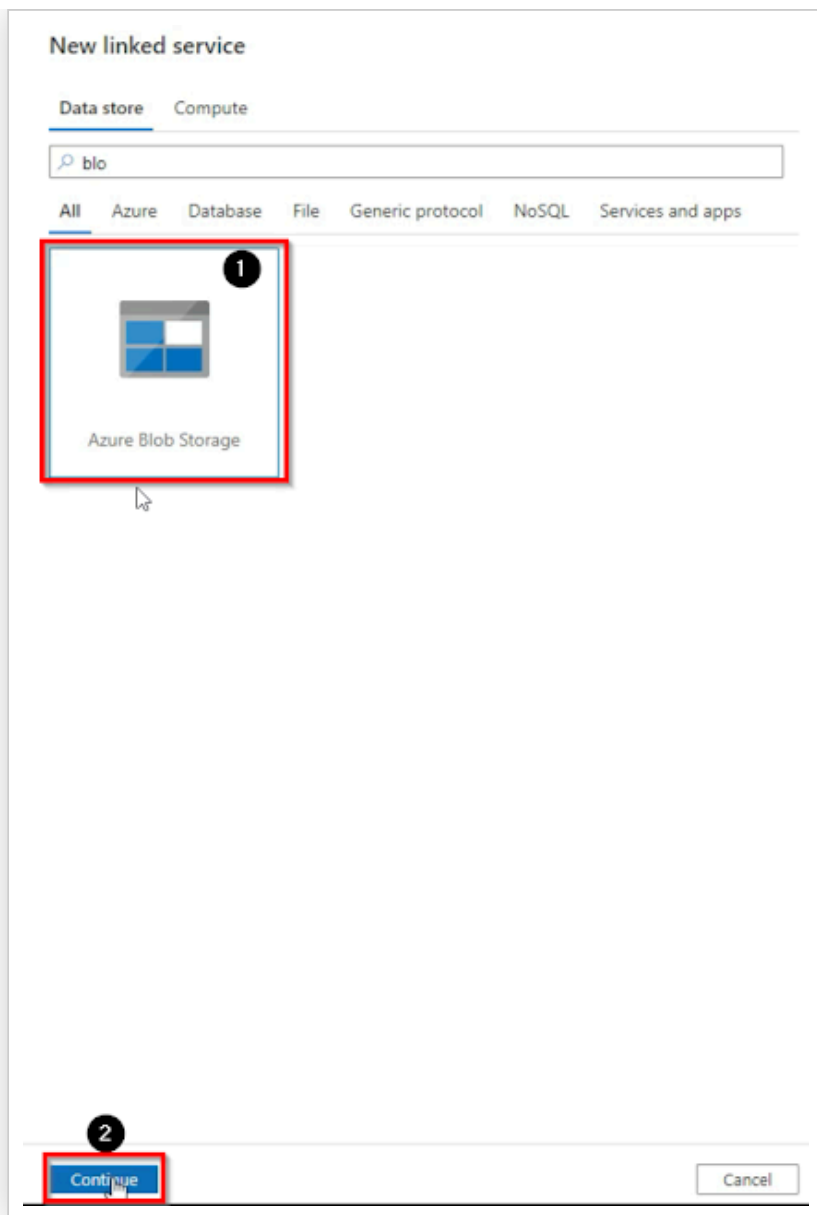 New linked service
Data store Compute
blo
All Azure Database File Generic protocol NoSQL Services and apps
1
Azure Blob Storage
2
Continue Cancel